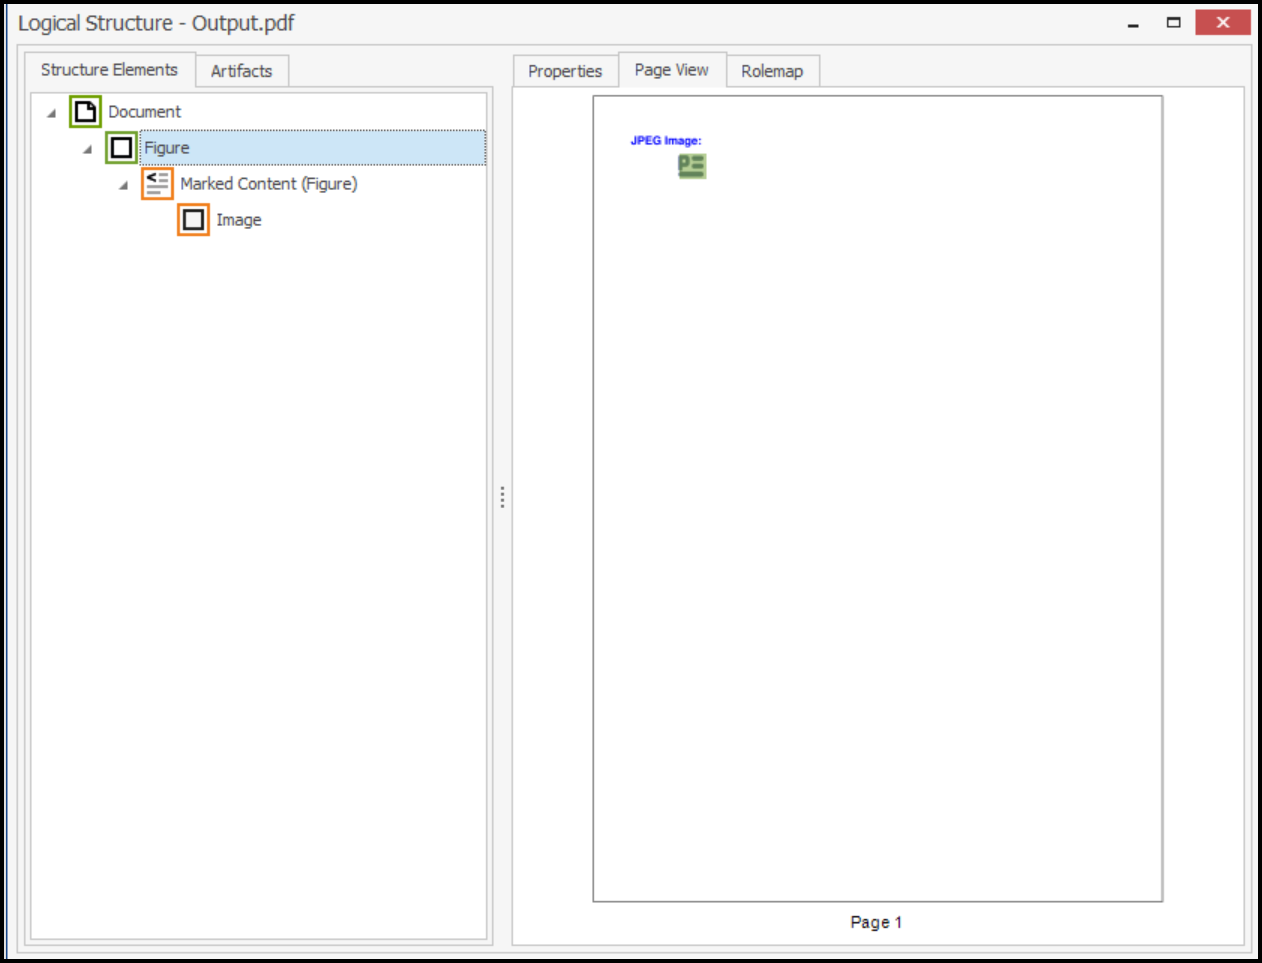 Logical Structure - Output.pdf
Structure Elements
Artifacts
Document
Figure
Marked Content (Figure)
Image
Properties
Page View
Rolemap
JPEG Image:
PE
Page 1